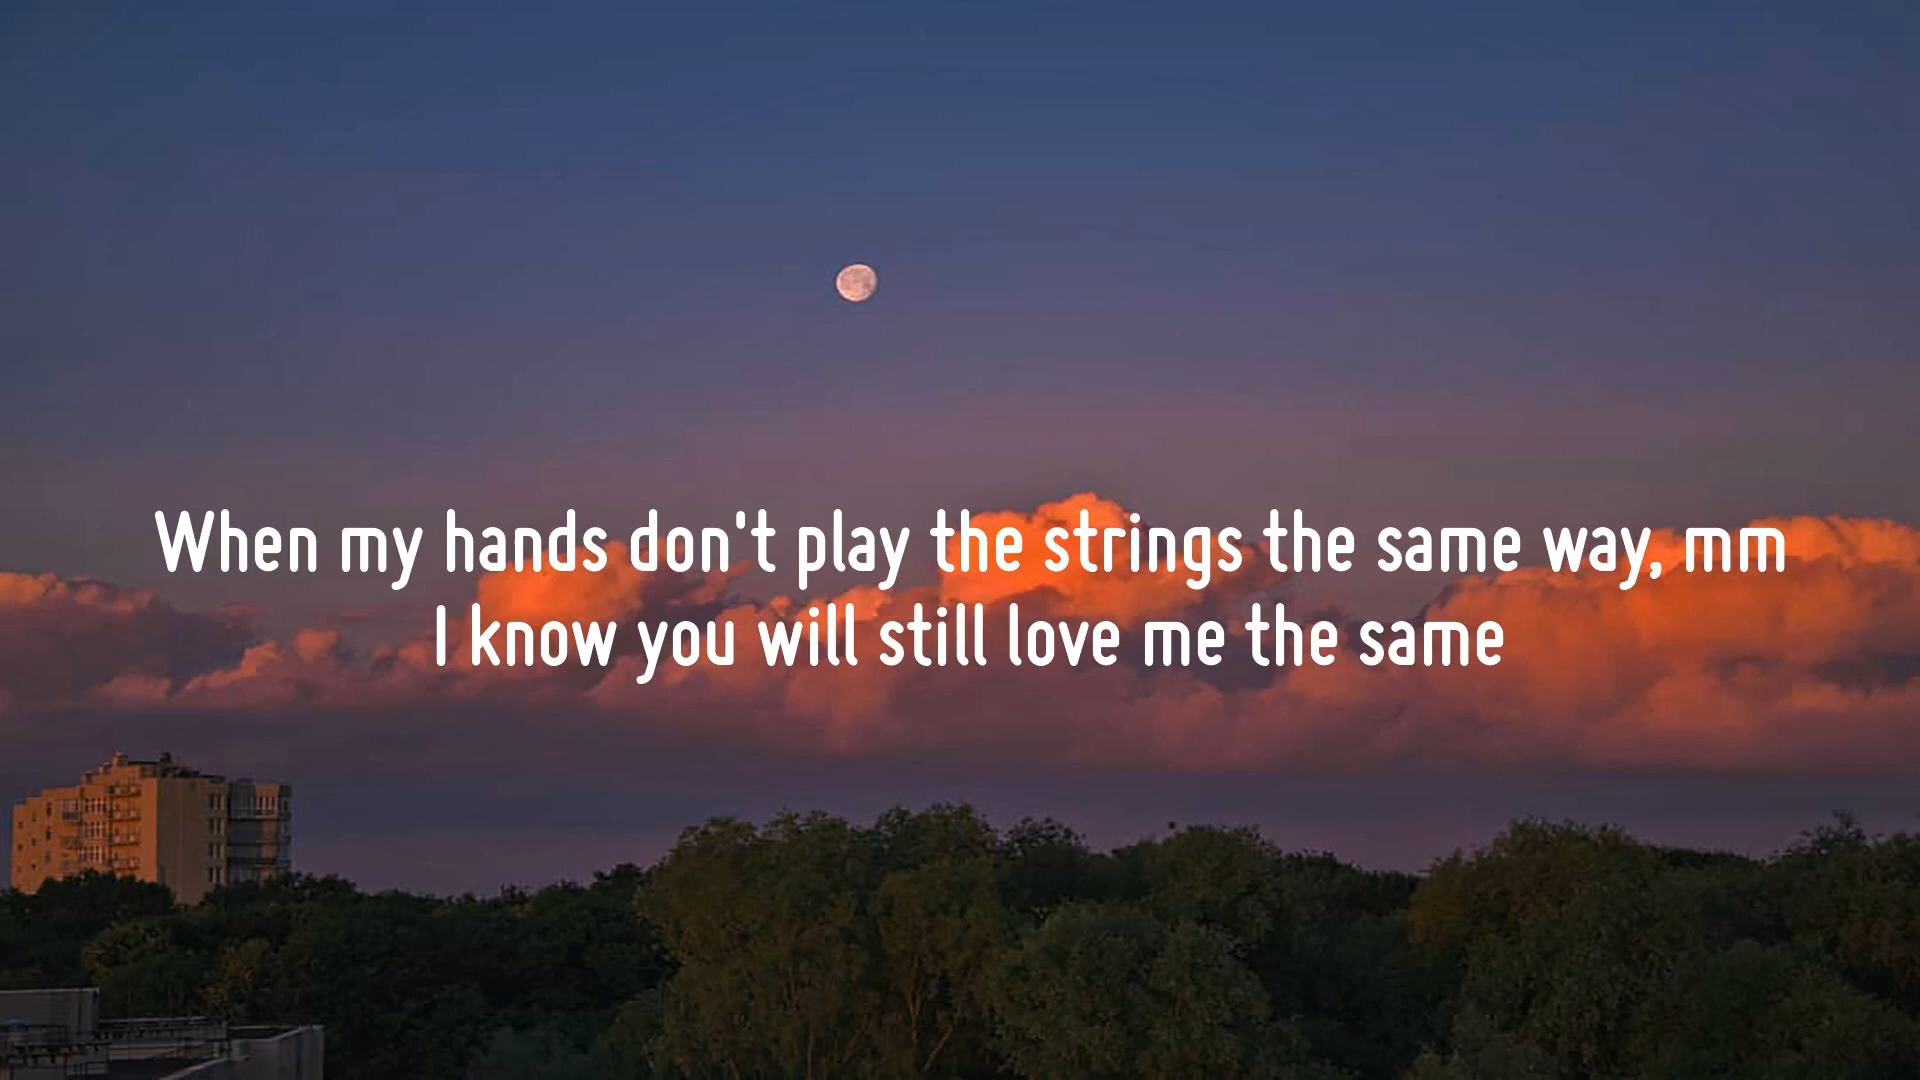 When my hands don't play the strings the same way, mm
I know you will still love me the same